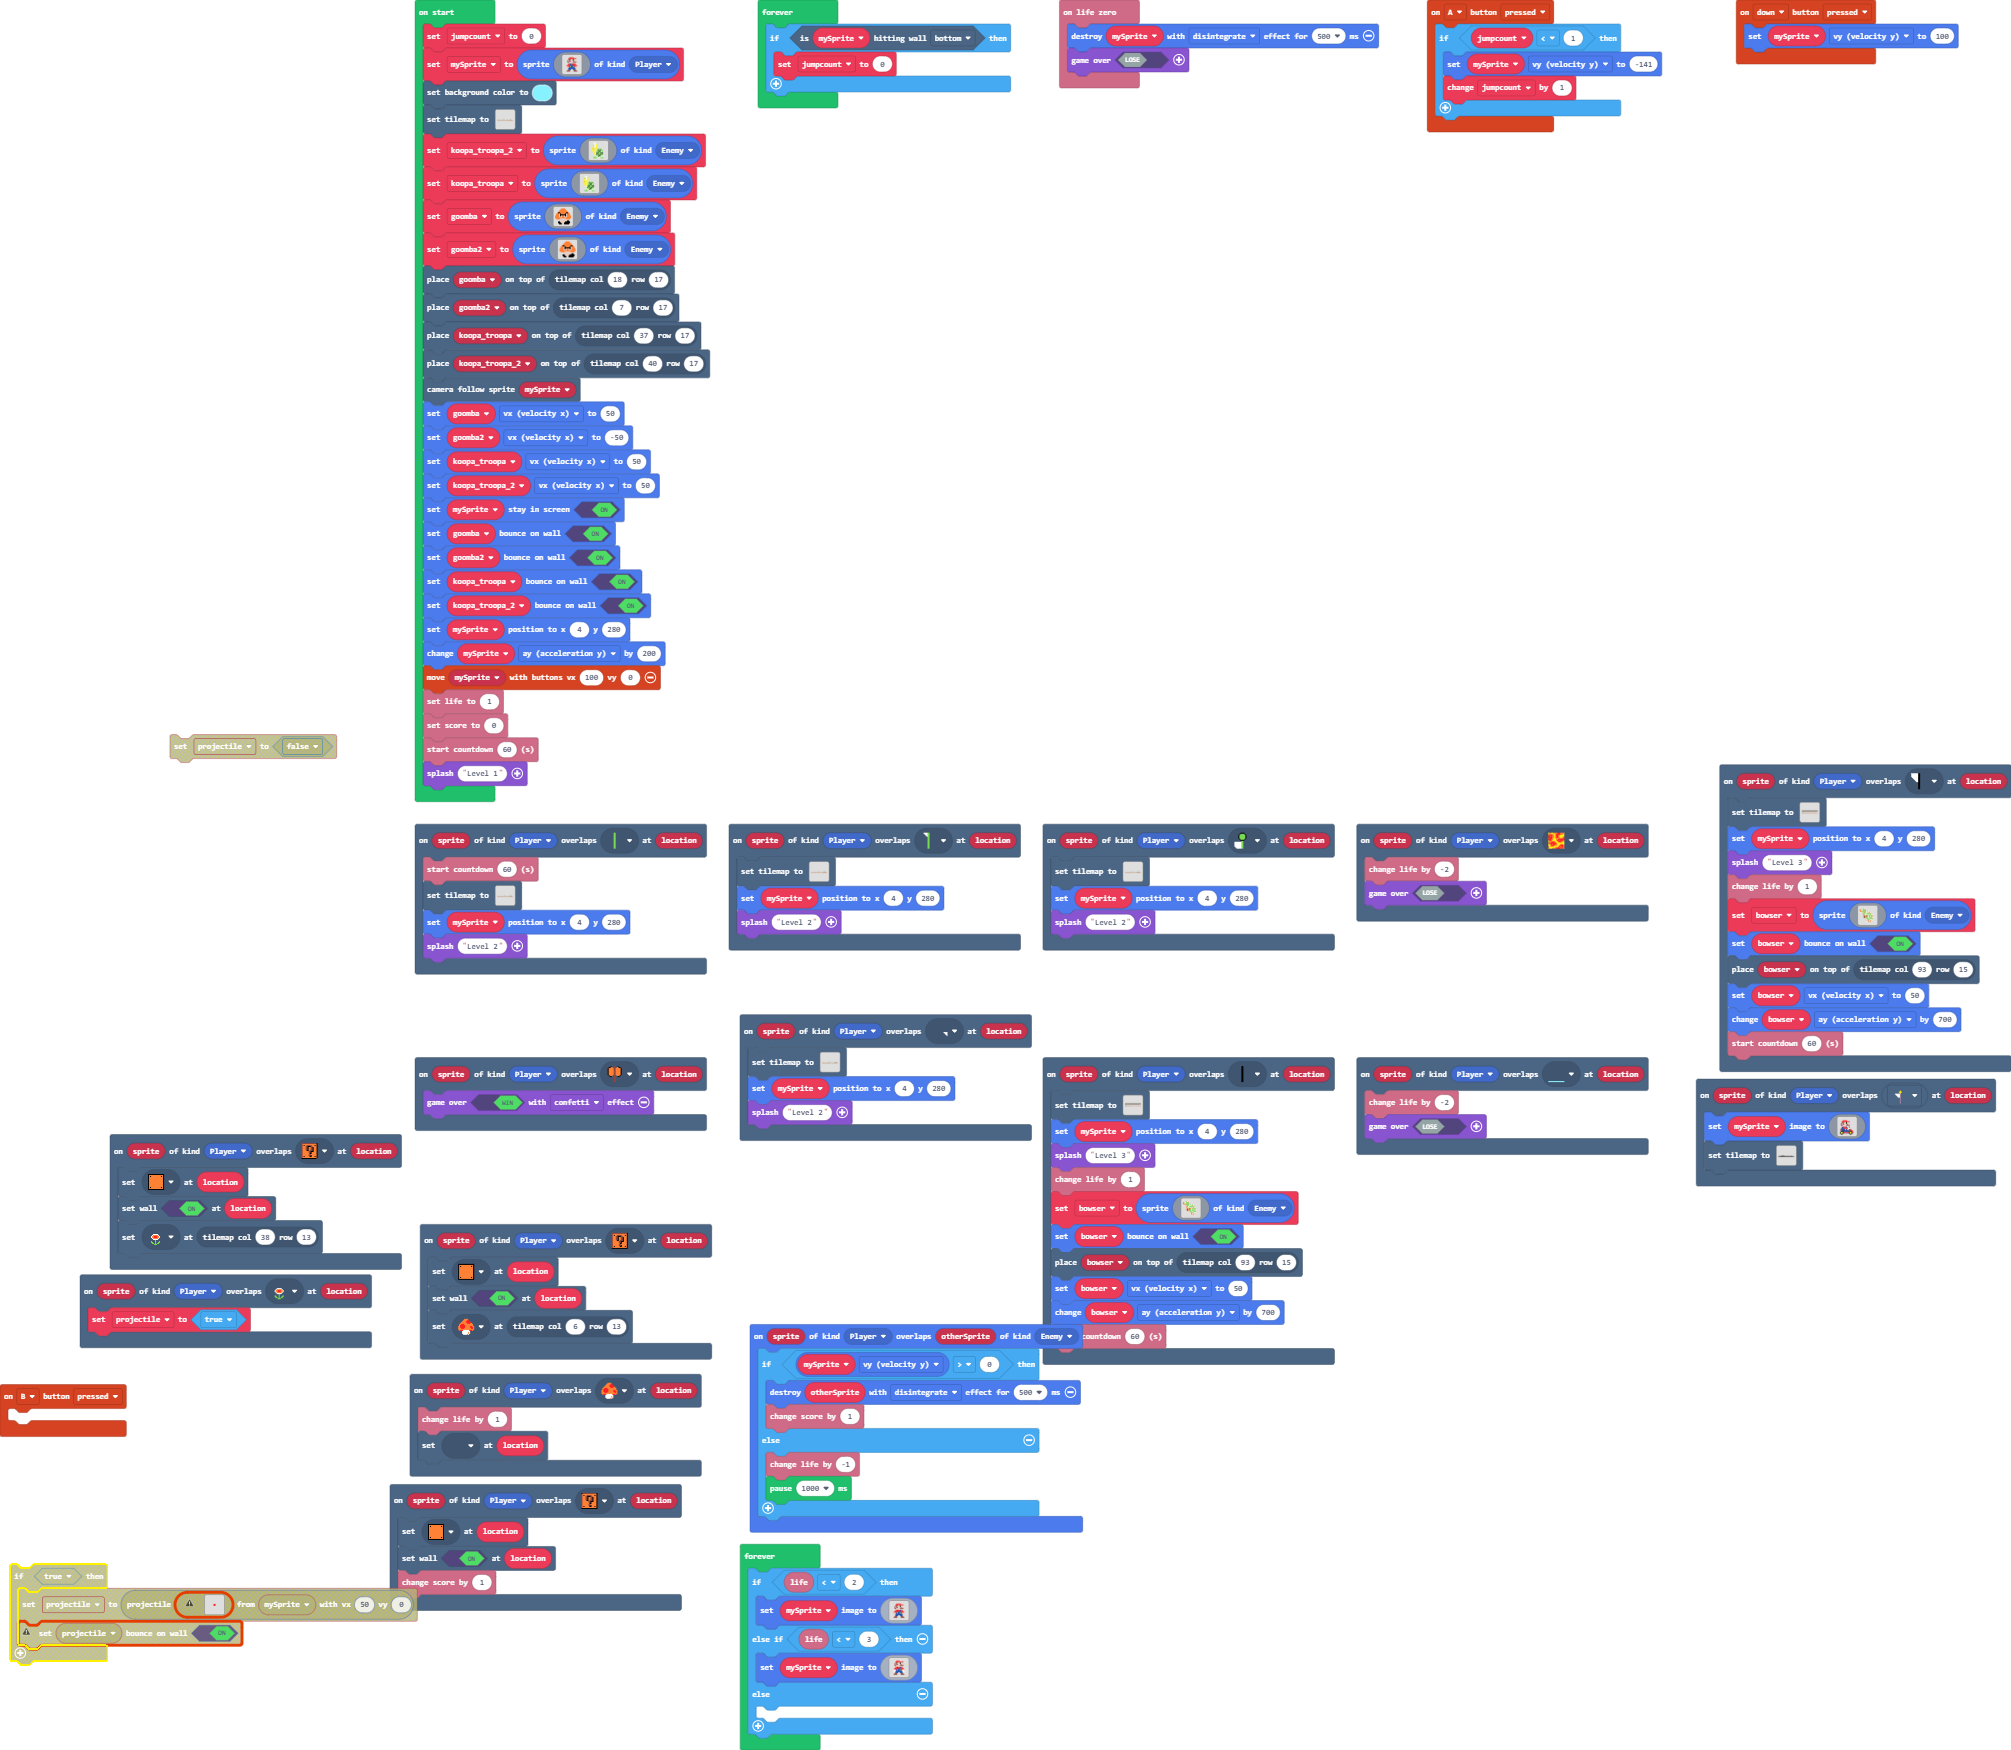 on start
set jumpcount to 0
set mySprite to sprite of kind Player
set background color to
set tilemap to
set koopa_troopa_2 to sprite of kind Enemy
set koopa_troopa to sprite of kind Enemy
set goomba to sprite of kind Enemy
set goomba2 to sprite of kind Enemy
place goomba on top of tilemap col 18 row 17
place goomba2 on top of tilemap col 7 row 17
place koopa_troopa on top of tilemap col 37 row 17
place koopa_troopa_2 on top of tilemap col 40 row 17
camera follow sprite mySprite
set goomba vx (velocity x) to 50
set goomba2 vx (velocity x) to -50
set koopa_troopa vx (velocity x) to 50
set koopa_troopa_2 vx (velocity x) to 50
set mySprite stay in screen ON
set goomba bounce on wall ON
set goomba2 bounce on wall ON
set koopa_troopa bounce on wall ON
set koopa_troopa_2 bounce on wall ON
set mySprite position to x 4 y 280
change mySprite ay (acceleration y) by 200
move mySprite with buttons vx 100 vy 0
set life to 1
set score to 0
start countdown 60 (s)
splash "Level 1"
forever
if is mySprite hitting wall bottom then
set jumpcount to 0
on life zero
destroy mySprite with disintegrate effect for 500 ms
game over LOSE
on A button pressed
if jumpcount < 1 then
set mySprite vy (velocity y) to -141
change jumpcount by 1
on down button pressed
set mySprite vy (velocity y) to 100
set projectile to false
on sprite of kind Player overlaps at location
start countdown 60 (s)
set tilemap to
set mySprite position to x 4 y 280
splash "Level 2"
on sprite of kind Player overlaps at location
set tilemap to
set mySprite position to x 4 y 280
splash "Level 2"
on sprite of kind Player overlaps at location
set tilemap to
set mySprite position to x 4 y 280
splash "Level 2"
on sprite of kind Player overlaps at location
change life by -2
game over LOSE
on sprite of kind Player overlaps at location
set tilemap to
set mySprite position to x 4 y 280
splash "Level 3"
change life by 1
set bowser to sprite of kind Enemy
set bowser bounce on wall ON
place bowser on top of tilemap col 93 row 15
set bowser vx (velocity x) to 50
change bowser ay (acceleration y) by 700
start countdown 60 (s)
on sprite of kind Player overlaps at location
game over WIN with confetti effect
on sprite of kind Player overlaps at location
set tilemap to
set mySprite position to x 4 y 280
splash "Level 2"
on sprite of kind Player overlaps at location
set tilemap to
set mySprite position to x 4 y 280
splash "Level 3"
change life by 1
set bowser to sprite of kind Enemy
set bowser bounce on wall ON
place bowser on top of tilemap col 93 row 15
set bowser vx (velocity x) to 50
change bowser ay (acceleration y) by 700
countdown 60 (s)
on sprite of kind Player overlaps at location
change life by -2
game over LOSE
on sprite of kind Player overlaps at location
set mySprite image to
set tilemap to
on sprite of kind Player overlaps at location
set at location
set wall ON at location
set at tilemap col 38 row 13
on sprite of kind Player overlaps at location
set projectile to true
on sprite of kind Player overlaps at location
set at location
set wall ON at location
set at tilemap col 6 row 13
on B button pressed
on sprite of kind Player overlaps at location
change life by 1
set at location
on sprite of kind Player overlaps otherSprite of kind Enemy
if mySprite vy (velocity y) > 0 then
destroy otherSprite with disintegrate effect for 500 ms
change score by 1
else
change life by -1
pause 1000 ms
on sprite of kind Player overlaps at location
set at location
set wall ON at location
change score by 1
if true then
set projectile to projectile from mySprite with vx 50 vy 0
set projectile bounce on wall ON
forever
if life < 2 then
set mySprite image to
else if life < 3 then
set mySprite image to
else